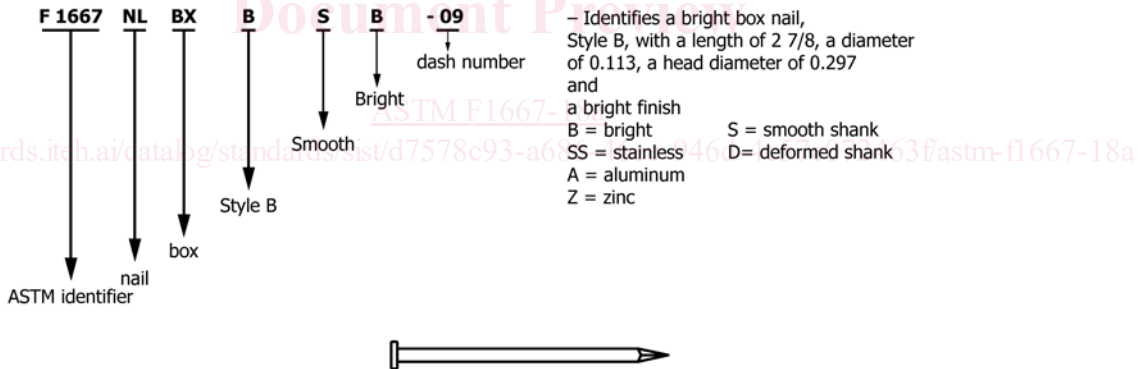 Document Preview
F 1667 NL BX B S B - 09
dash number
Bright
Smooth
Style B
box
nail
ASTM identifier
– Identifies a bright box nail,
Style B, with a length of 2 7/8, a diameter
of 0.113, a head diameter of 0.297
and
a bright finish
B = bright S = smooth shank
SS = stainless D= deformed shank
A = aluminum
Z = zinc